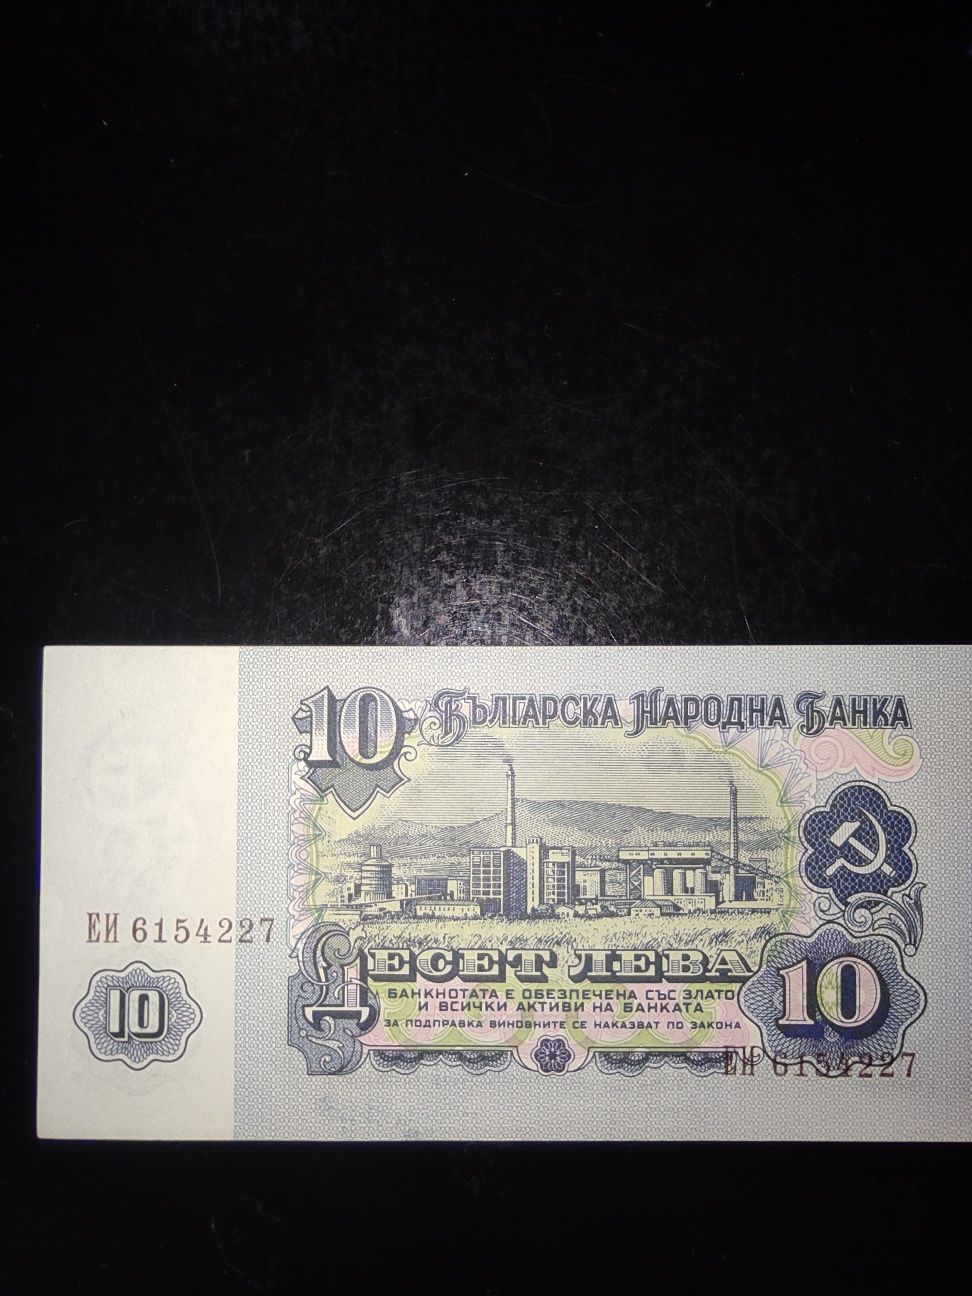 10
Българска Народна Банка
ЕИ 6154227
10
ДЕСЕТ ЛЕВА
БАНКНОТАТА Е ОБЕЗПЕЧЕНА СЪС ЗЛАТО
И ВСИЧКИ АКТИВИ НА БАНКАТА
ЗА ПОДПРАВКА ВИНОВНИТЕ СЕ НАКАЗВАТ ПО ЗАКОНА
10
ЕИ 6154227